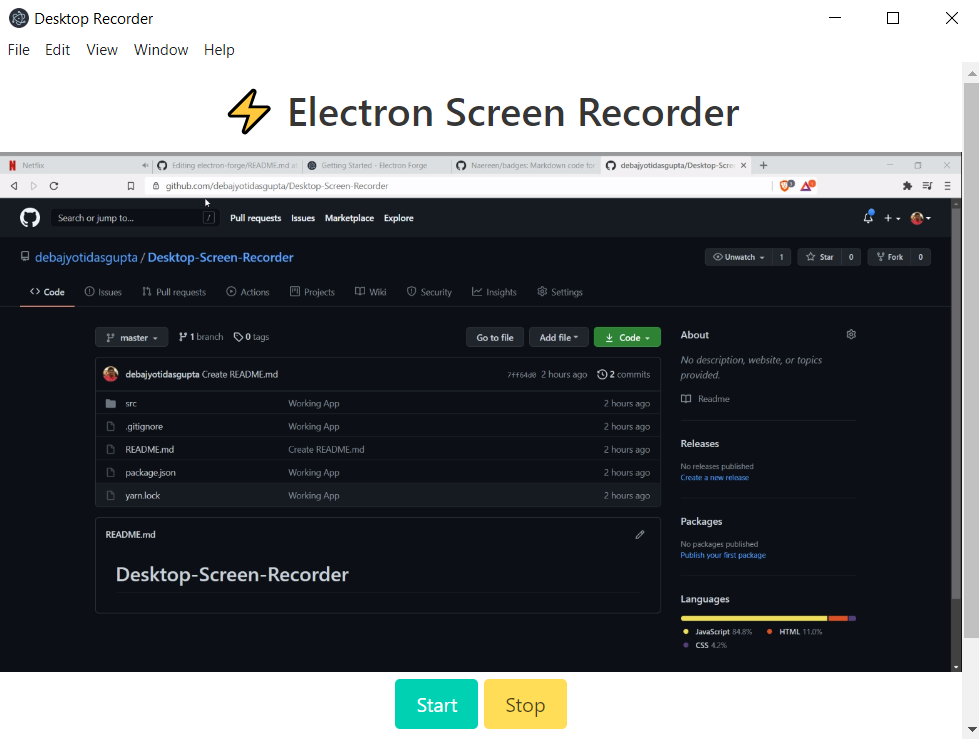 Desktop Recorder
File Edit View Window Help
⚡ Electron Screen Recorder
Netflix Editing electron-forge/README.md at Getting Started - Electron Forge Naereen/badges: Markdown code for debajyotidasgupta/Desktop-Scree
github.com/debajyotidasgupta/Desktop-Screen-Recorder
Search or jump to... / Pull requests Issues Marketplace Explore
debajyotidasgupta / Desktop-Screen-Recorder Unwatch 1 Star 0 Fork 0
Code Issues Pull requests Actions Projects Wiki Security Insights Settings
master 1 branch 0 tags Go to file Add file Code
debajyotidasgupta Create README.md 7ff64d8 2 hours ago 2 commits
src Working App 2 hours ago
.gitignore Working App 2 hours ago
README.md Create README.md 2 hours ago
package.json Working App 2 hours ago
yarn.lock Working App 2 hours ago
README.md
Desktop-Screen-Recorder
About
No description, website, or topics
provided.
Readme
Releases
No releases published
Create a new release
Packages
No packages published
Publish your first package
Languages
JavaScript 84.8% HTML 11.0%
CSS 4.2%
Start Stop